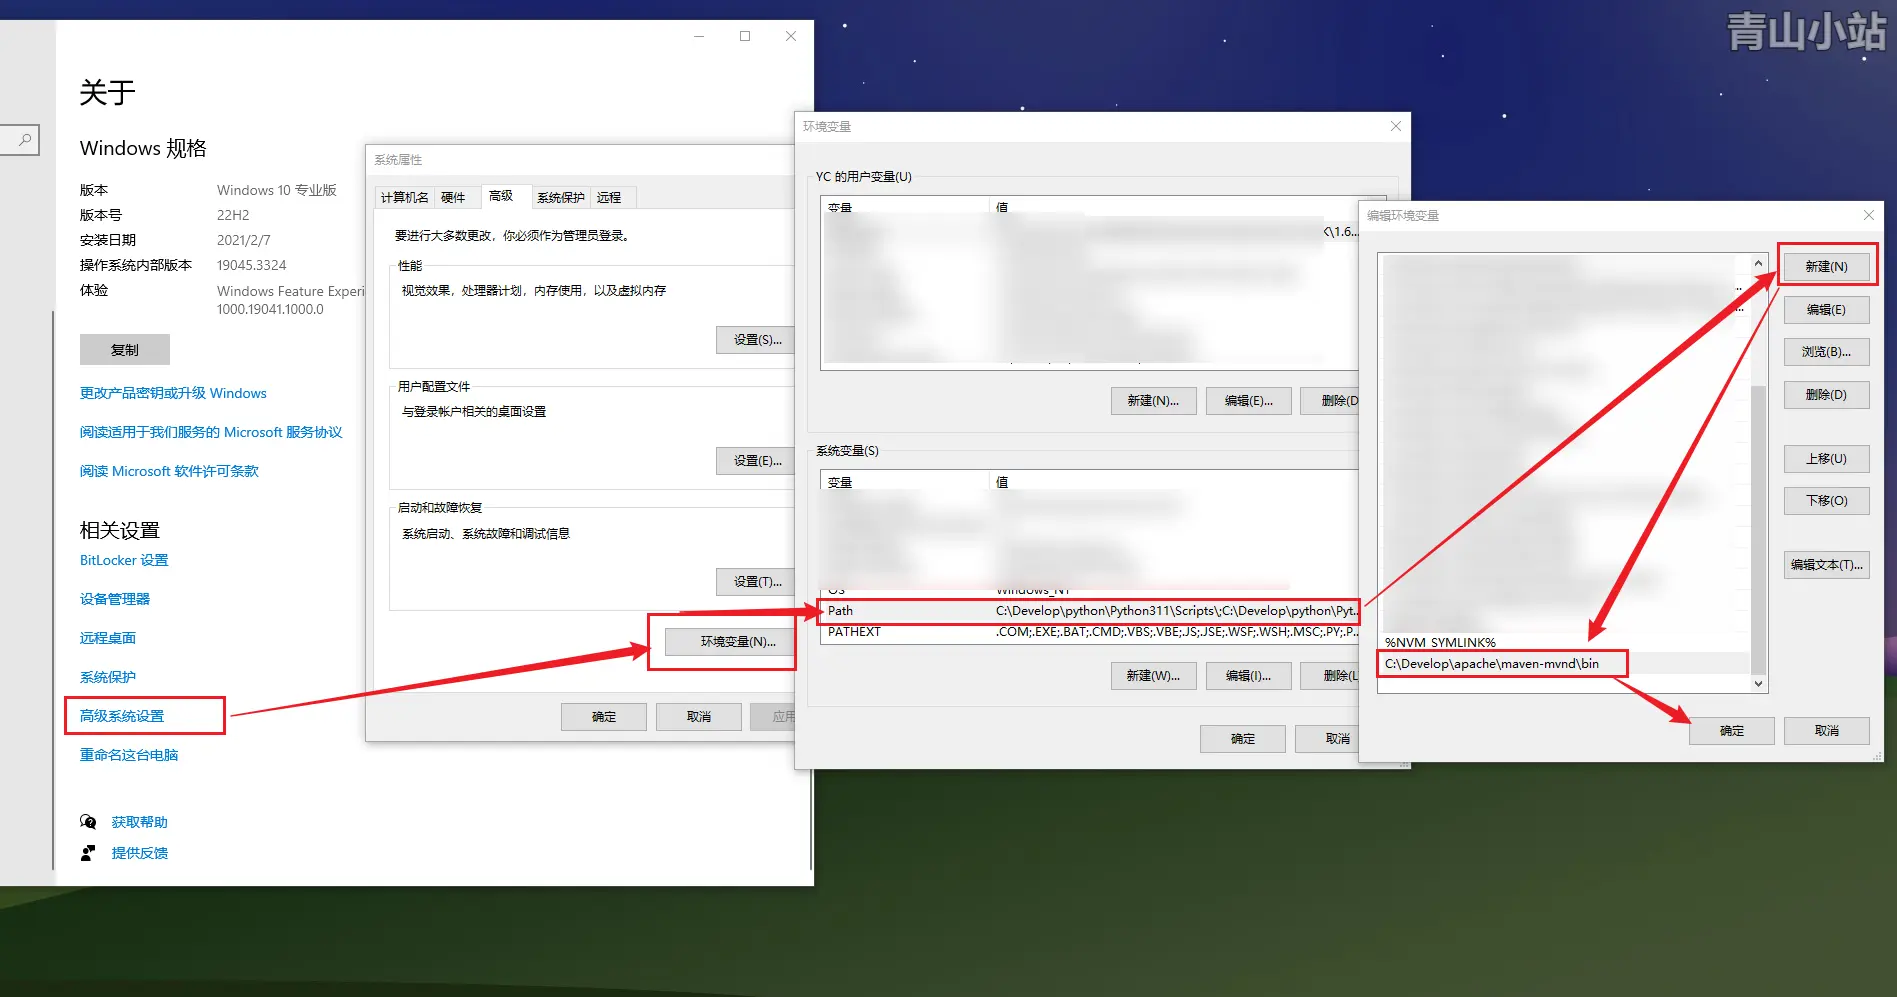 青山小站
关于
Windows 规格
版本 Windows 10 专业版
版本号 22H2
安装日期 2021/2/7
操作系统内部版本 19045.3324
体验 Windows Feature Experi
1000.19041.1000.0
复制
更改产品密钥或升级 Windows
阅读适用于我们服务的 Microsoft 服务协议
阅读 Microsoft 软件许可条款
相关设置
BitLocker 设置
设备管理器
远程桌面
系统保护
高级系统设置
重命名这台电脑
获取帮助
提供反馈
系统属性
计算机名 硬件 高级 系统保护 远程
要进行大多数更改，你必须作为管理员登录。
性能
视觉效果，处理器计划，内存使用，以及虚拟内存
设置(S)...
用户配置文件
与登录帐户相关的桌面设置
设置(E)...
启动和故障恢复
系统启动、系统故障和调试信息
设置(T)...
环境变量(N)...
确定 取消 应用
环境变量
YC 的用户变量(U)
变量 值
\1.6...
新建(N)... 编辑(E)... 删除(D
系统变量(S)
变量 值
OS Windows_NT
Path C:\Develop\python\Python311\Scripts\;C:\Develop\python\Pyt...
PATHEXT .COM;.EXE;.BAT;.CMD;.VBS;.VBE;.JS;.JSE;.WSF;.WSH;.MSC;.PY;.P...
新建(W)... 编辑(I)... 删除(L
确定 取消
编辑环境变量
新建(N)
编辑(E)
浏览(B)...
删除(D)
上移(U)
下移(O)
编辑文本(T)...
%NVM_SYMLINK%
C:\Develop\apache\maven-mvnd\bin
确定 取消